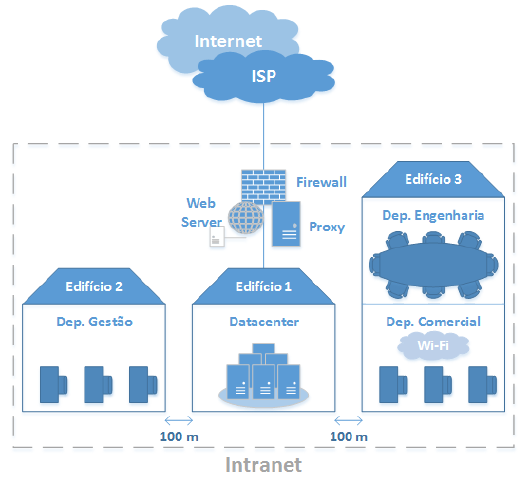 Internet
ISP
Firewall
Web
Server
Proxy
Edifício 3
Dep. Engenharia
Edifício 2
Edifício 1
Dep. Gestão
Datacenter
Dep. Comercial
Wi-Fi
100 m
100 m
Intranet